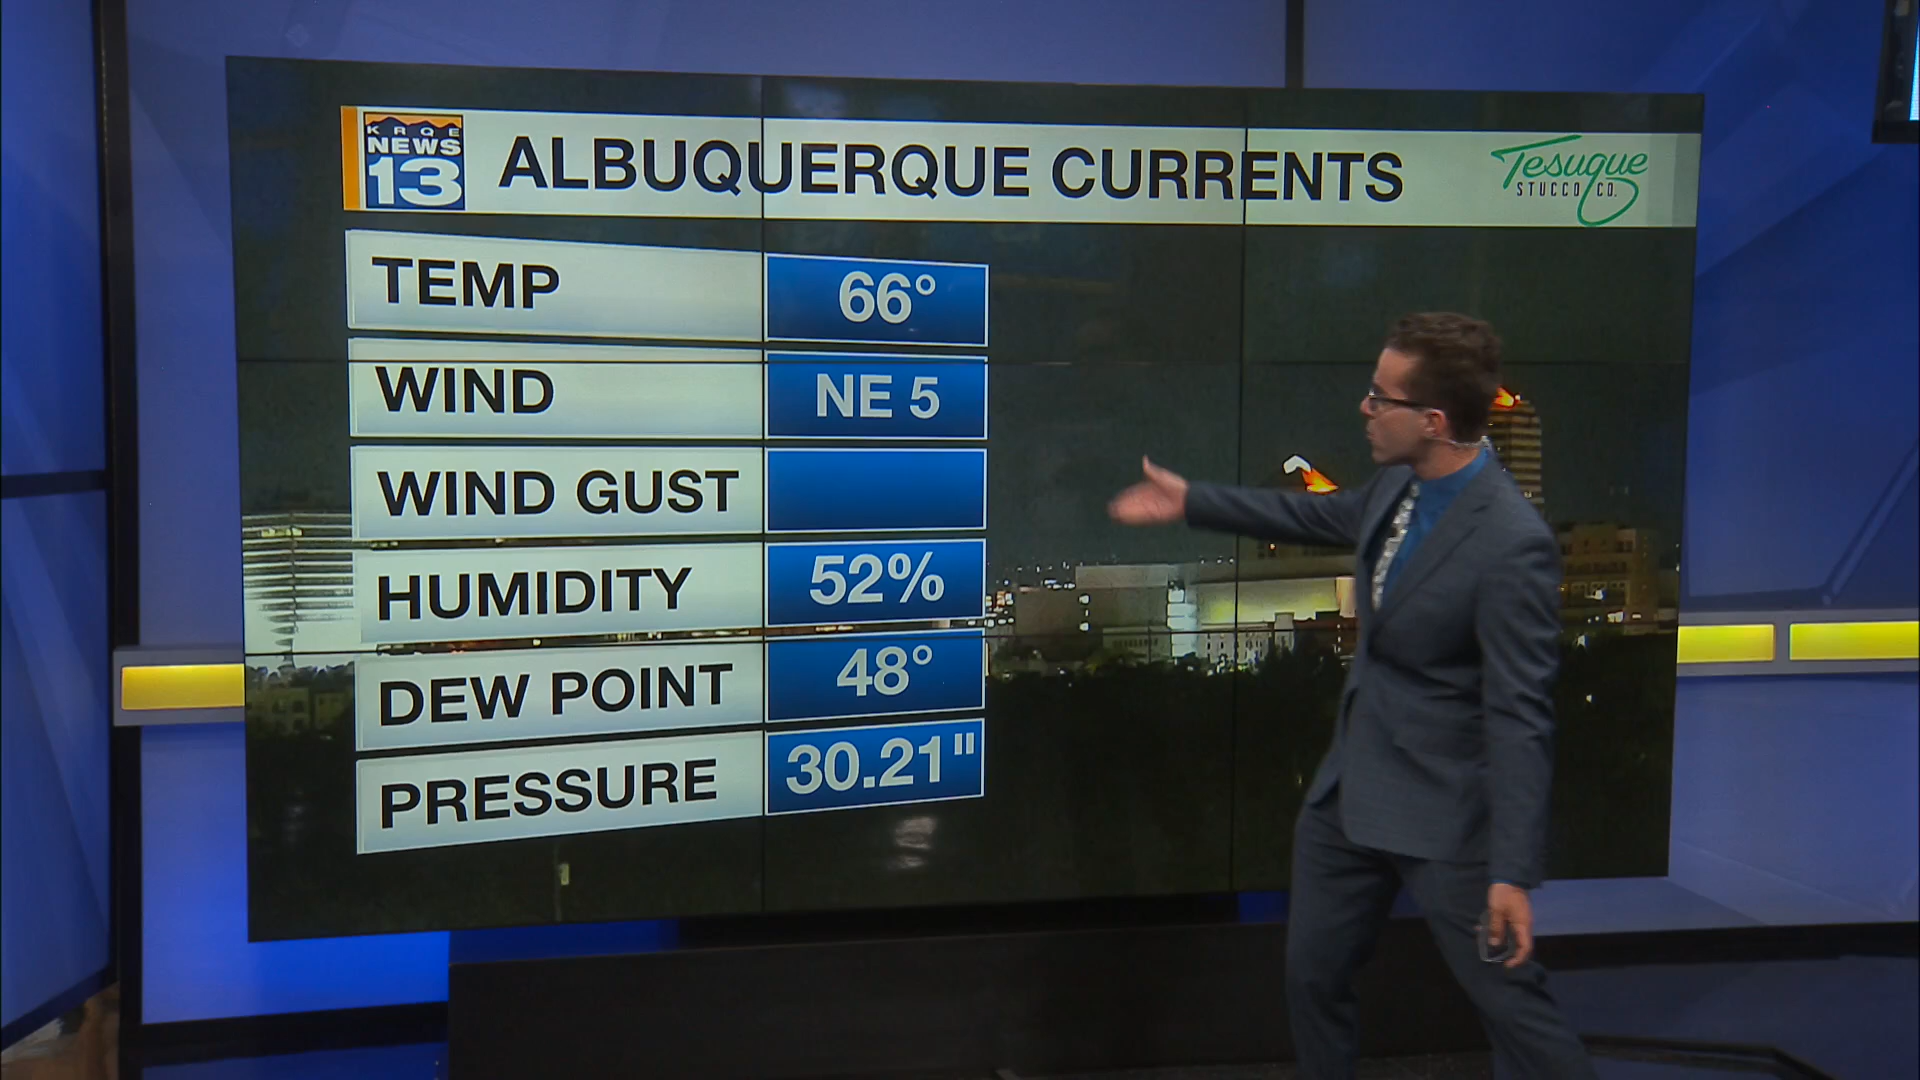 KRQE
NEWS
13
ALBUQUERQUE CURRENTS
Tesuque
STUCCO CO.
TEMP 66°
WIND NE 5
WIND GUST
HUMIDITY 52%
DEW POINT 48°
PRESSURE 30.21"